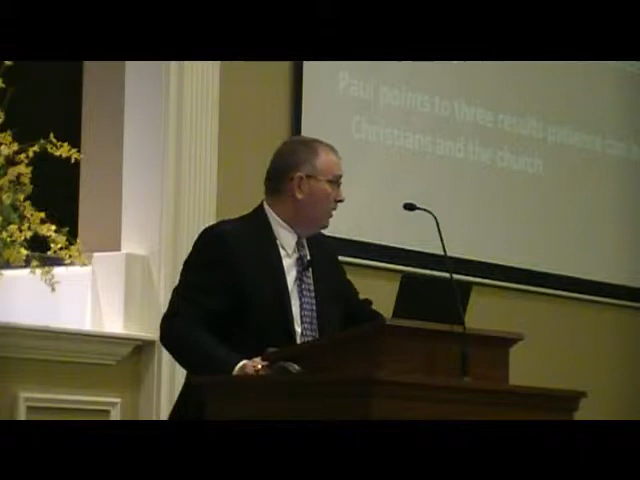 Paul points to three results patience can
Christians and the church